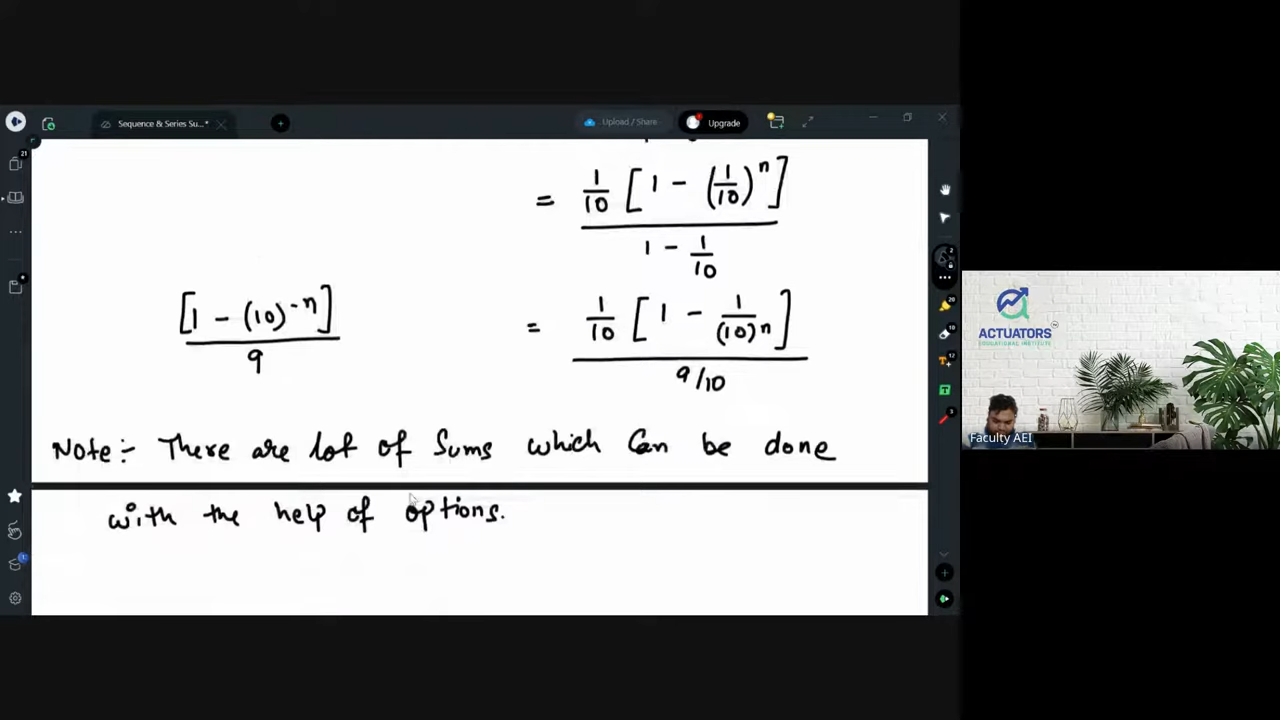 Sequence & Series Su...*
Upload / Share
Upgrade
= 1/10 [1 - (1/10)^n]
1 - 1/10
[1 - (10)^-n] / 9
= 1/10 [1 - 1/(10)^n]
9/10
Note:- There are lot of Sums which Can be done
with the help of options.
ACTUATORS
EDUCATIONAL INSTITUTE
Faculty AEI